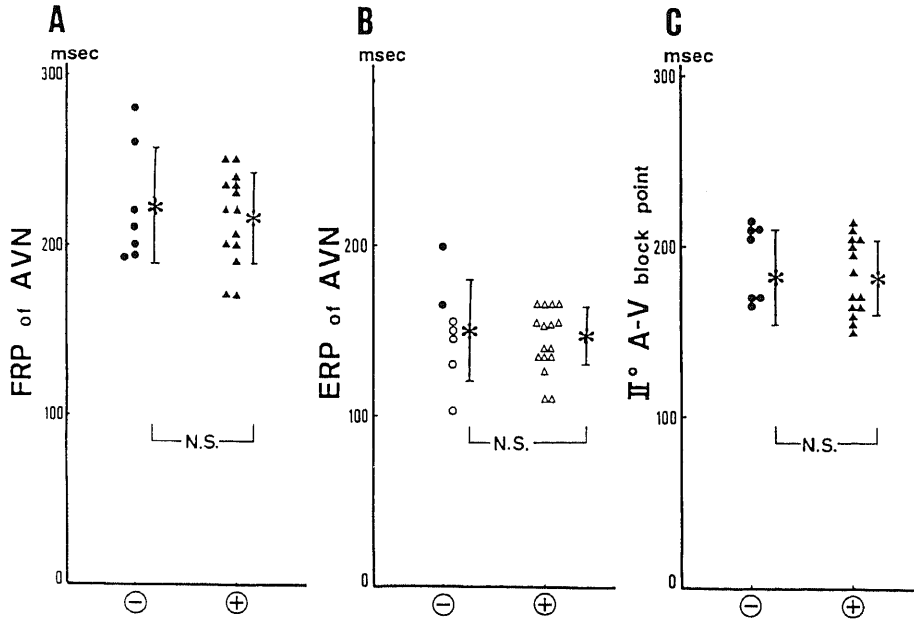 A
msec
300
200
100
0
FRP of AVN
N.S.
⊖ ⊕
B
msec
200
100
0
ERP of AVN
N.S.
⊖ ⊕
C
msec
300
200
100
0
II° A-V block point
N.S.
⊖ ⊕